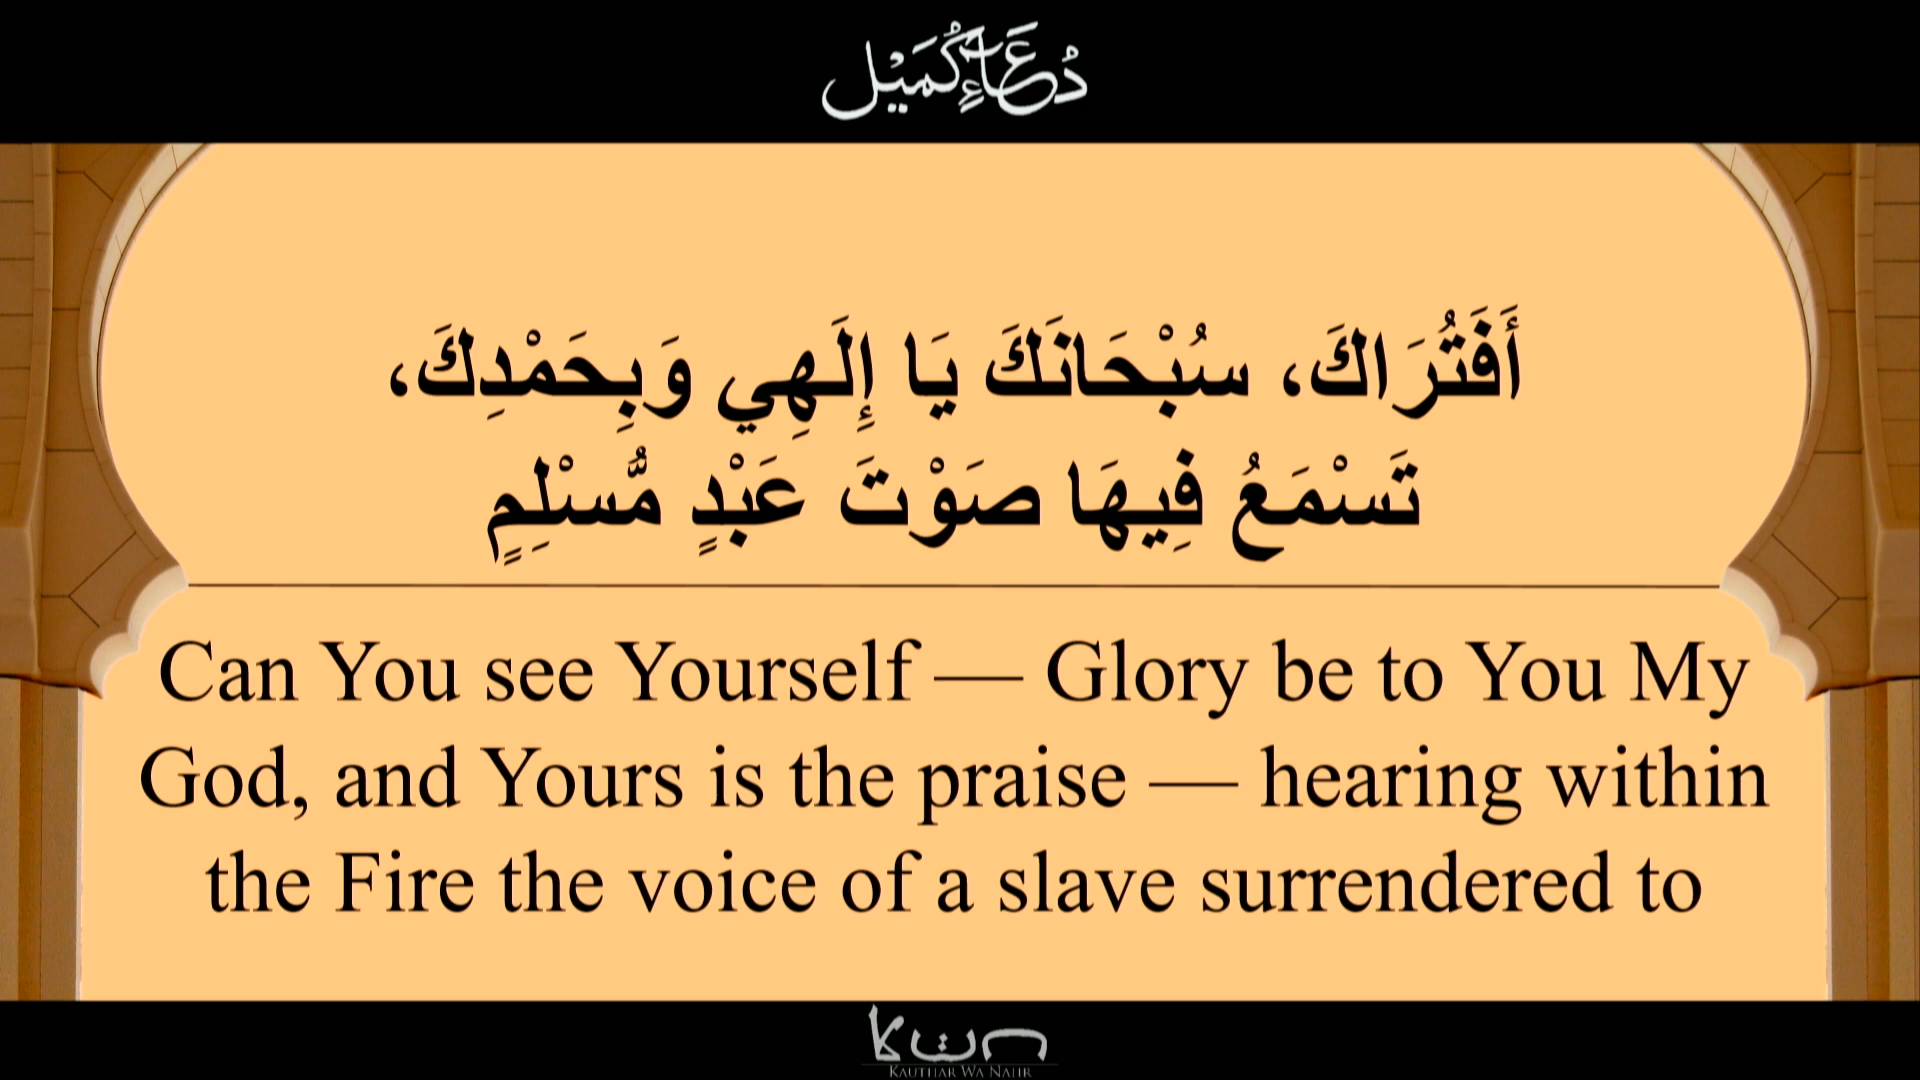 دُعَاءُ كُمَيْل
أَفَتُرَاكَ، سُبْحَانَكَ يَا إِلَهِي وَبِحَمْدِكَ،
تَسْمَعُ فِيهَا صَوْتَ عَبْدٍ مُّسْلِمٍ
Can You see Yourself — Glory be to You My
God, and Yours is the praise — hearing within
the Fire the voice of a slave surrendered to
KWN
KAUTHAR WA NAHR